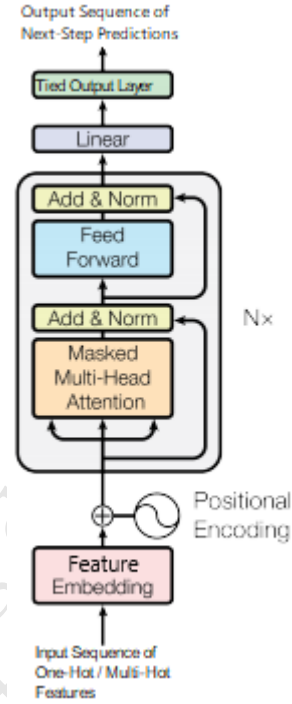 Output Sequence of
Next-Step Predictions
Tied Output Layer
Linear
Add & Norm
Feed
Forward
Add & Norm
Masked
Multi-Head
Attention
Nx
Positional
Encoding
Feature
Embedding
Input Sequence of
One-Hot / Multi-Hot
Features